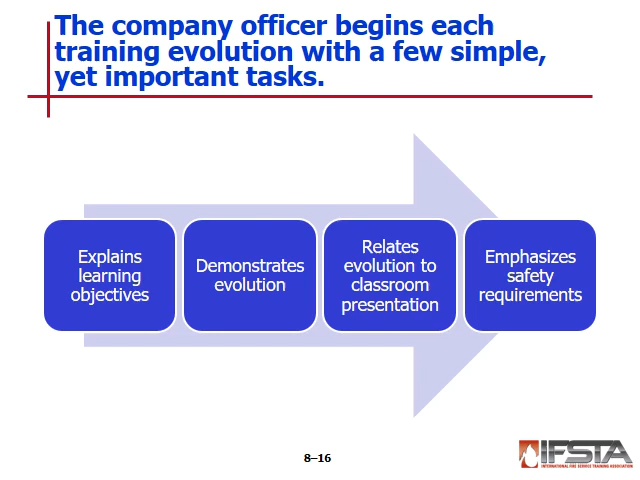 The company officer begins each
training evolution with a few simple,
yet important tasks.
Explains
learning
objectives
Demonstrates
evolution
Relates
evolution to
classroom
presentation
Emphasizes
safety
requirements
8–16
IFSTA
INTERNATIONAL FIRE SERVICE TRAINING ASSOCIATION